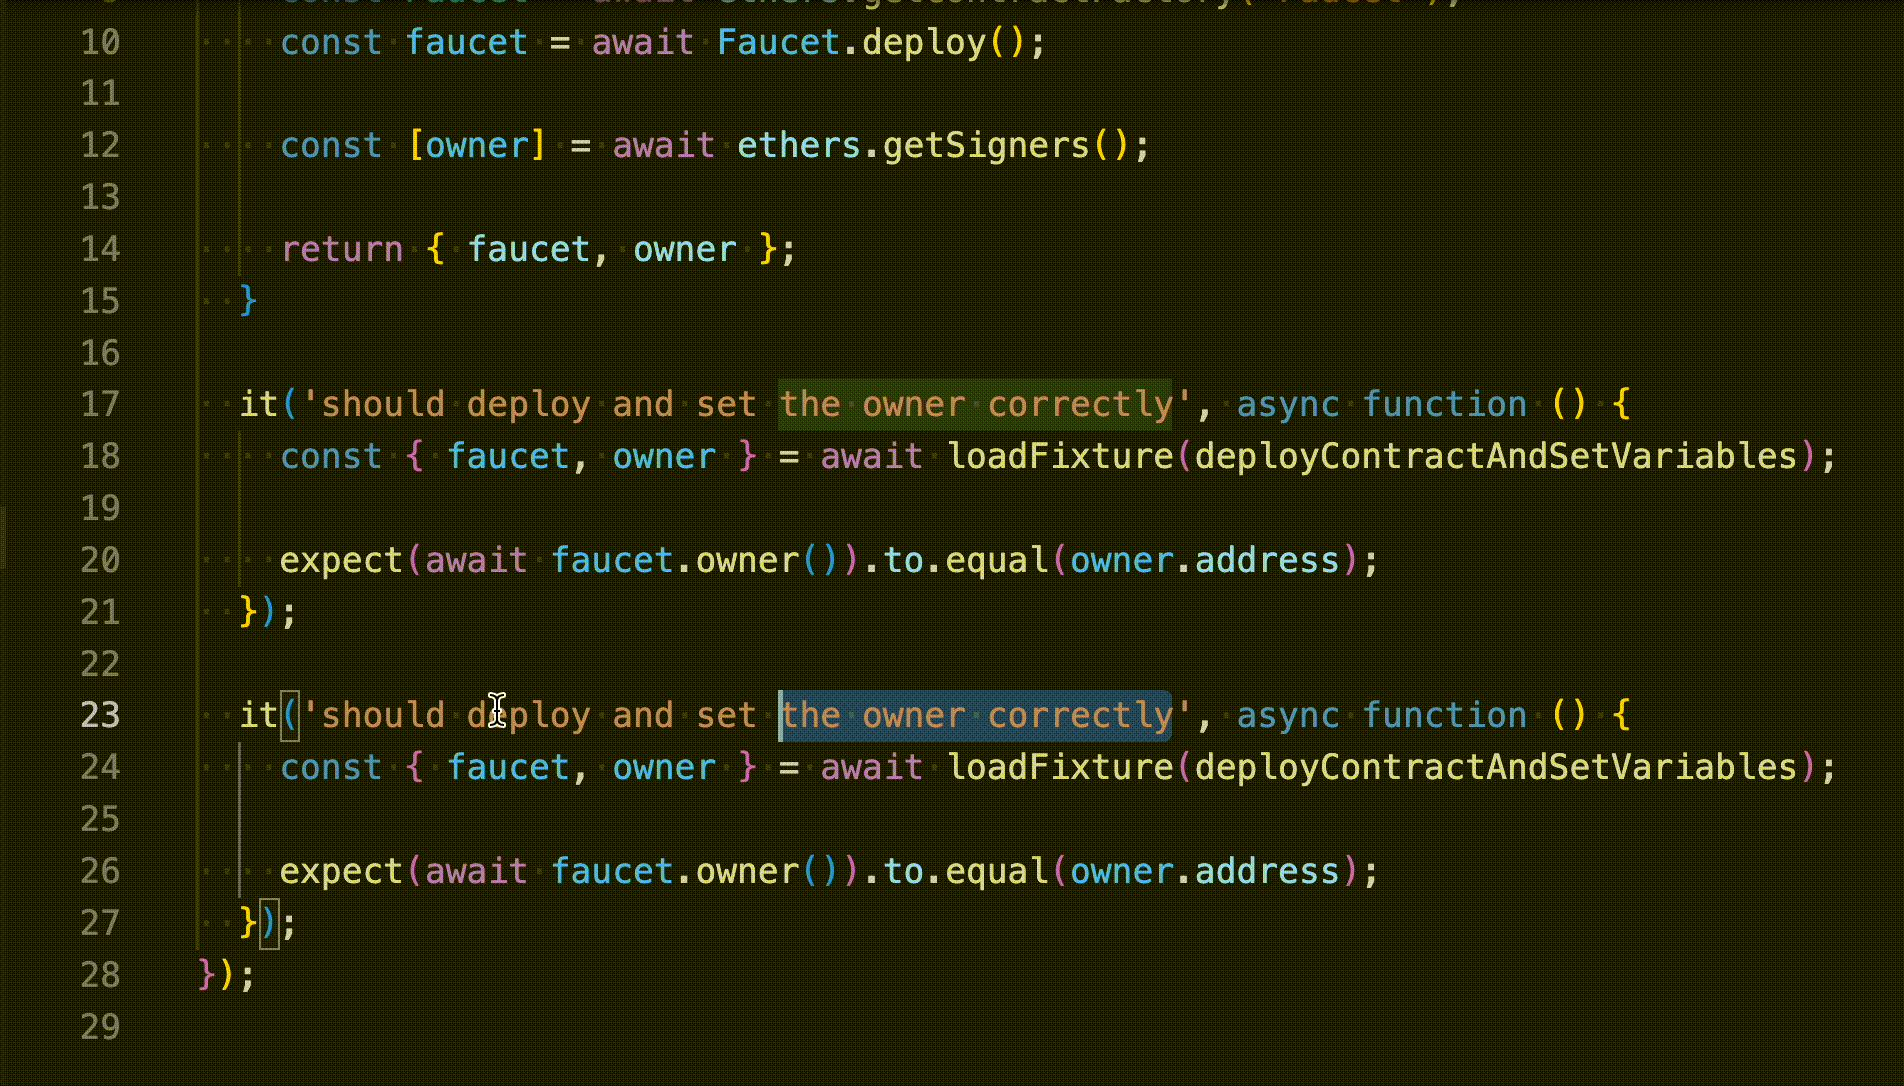 10 const faucet = await Faucet.deploy();
11
12 const [owner] = await ethers.getSigners();
13
14 return { faucet, owner };
15 }
16
17 it('should deploy and set the owner correctly', async function () {
18 const { faucet, owner } = await loadFixture(deployContractAndSetVariables);
19
20 expect(await faucet.owner()).to.equal(owner.address);
21 });
22
23 it('should deploy and set the owner correctly', async function () {
24 const { faucet, owner } = await loadFixture(deployContractAndSetVariables);
25
26 expect(await faucet.owner()).to.equal(owner.address);
27 });
28 });
29